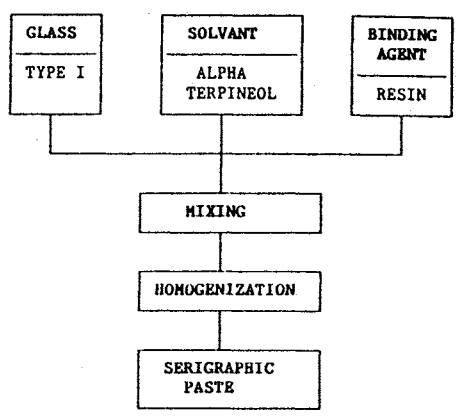 GLASS
TYPE I
SOLVANT
ALPHA
TERPINEOL
BINDING
AGENT
RESIN
MIXING
HOMOGENIZATION
SERIGRAPHIC
PASTE